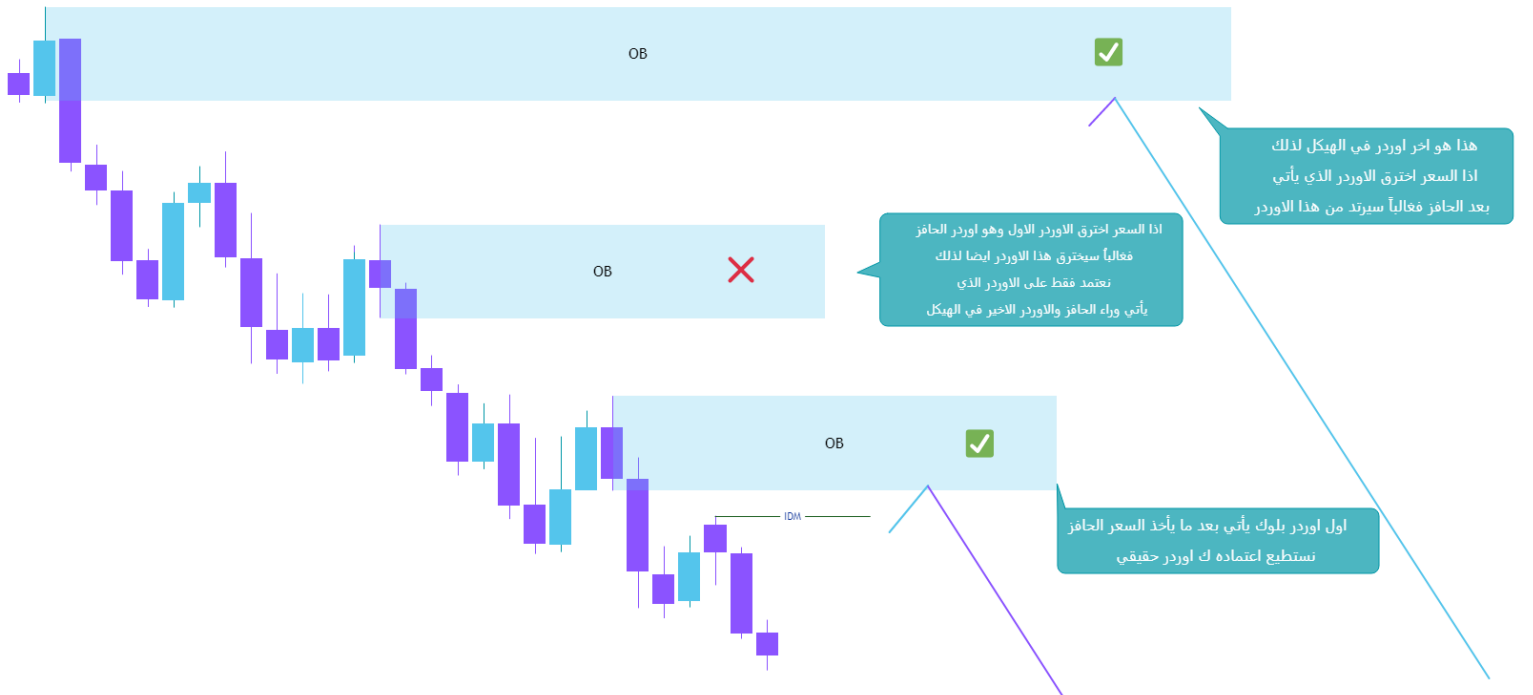 OB
هذا هو اخر اوردر في الهيكل لذلك
اذا السعر اخترق الاوردر الذي يأتي
بعد الحافز فغالباً سيرتد من هذا الاوردر
اذا السعر اخترق الاوردر الاول وهو اوردر الحافز
فغالباً سيخترق هذا الاوردر ايضا لذلك
نعتمد فقط على الاوردر الذي
يأتي وراء الحافز والاوردر الاخير في الهيكل
OB
OB
IDM
اول اوردر بلوك يأتي بعد ما يأخذ السعر الحافز
نستطيع اعتماده ك اوردر حقيقي